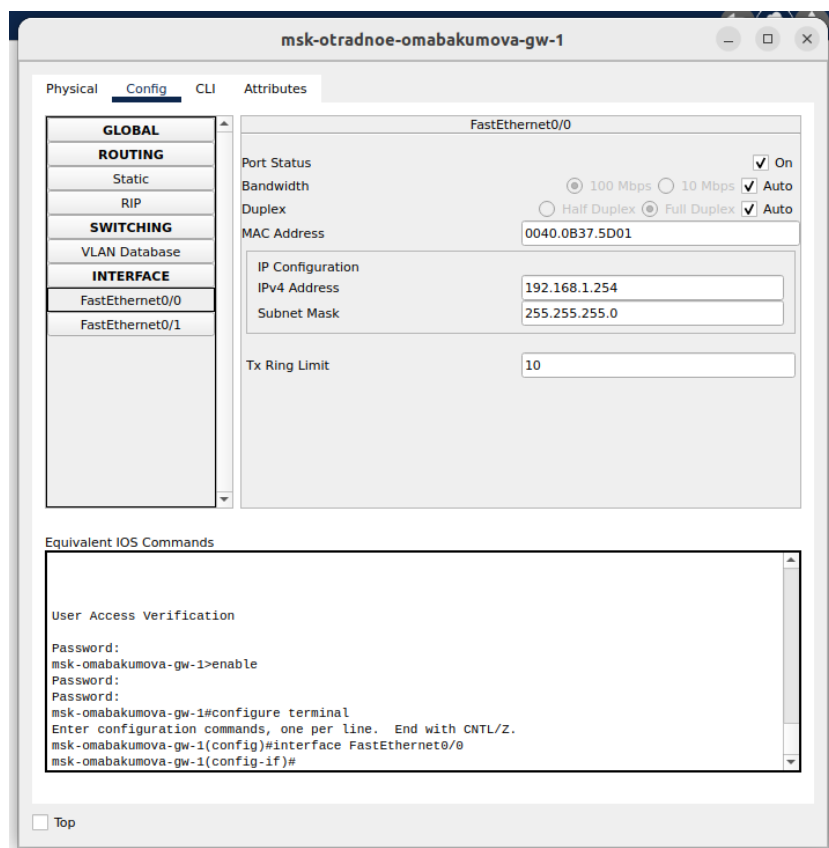 msk-otradnoe-omabakumova-gw-1
Physical Config CLI Attributes
GLOBAL
ROUTING
Static
RIP
SWITCHING
VLAN Database
INTERFACE
FastEthernet0/0
FastEthernet0/1
FastEthernet0/0
Port Status On
Bandwidth 100 Mbps 10 Mbps Auto
Duplex Half Duplex Full Duplex Auto
MAC Address 0040.0B37.5D01
IP Configuration
IPv4 Address 192.168.1.254
Subnet Mask 255.255.255.0
Tx Ring Limit 10
Equivalent IOS Commands
User Access Verification
Password:
msk-omabakumova-gw-1>enable
Password:
Password:
msk-omabakumova-gw-1#configure terminal
Enter configuration commands, one per line. End with CNTL/Z.
msk-omabakumova-gw-1(config)#interface FastEthernet0/0
msk-omabakumova-gw-1(config-if)#
Top